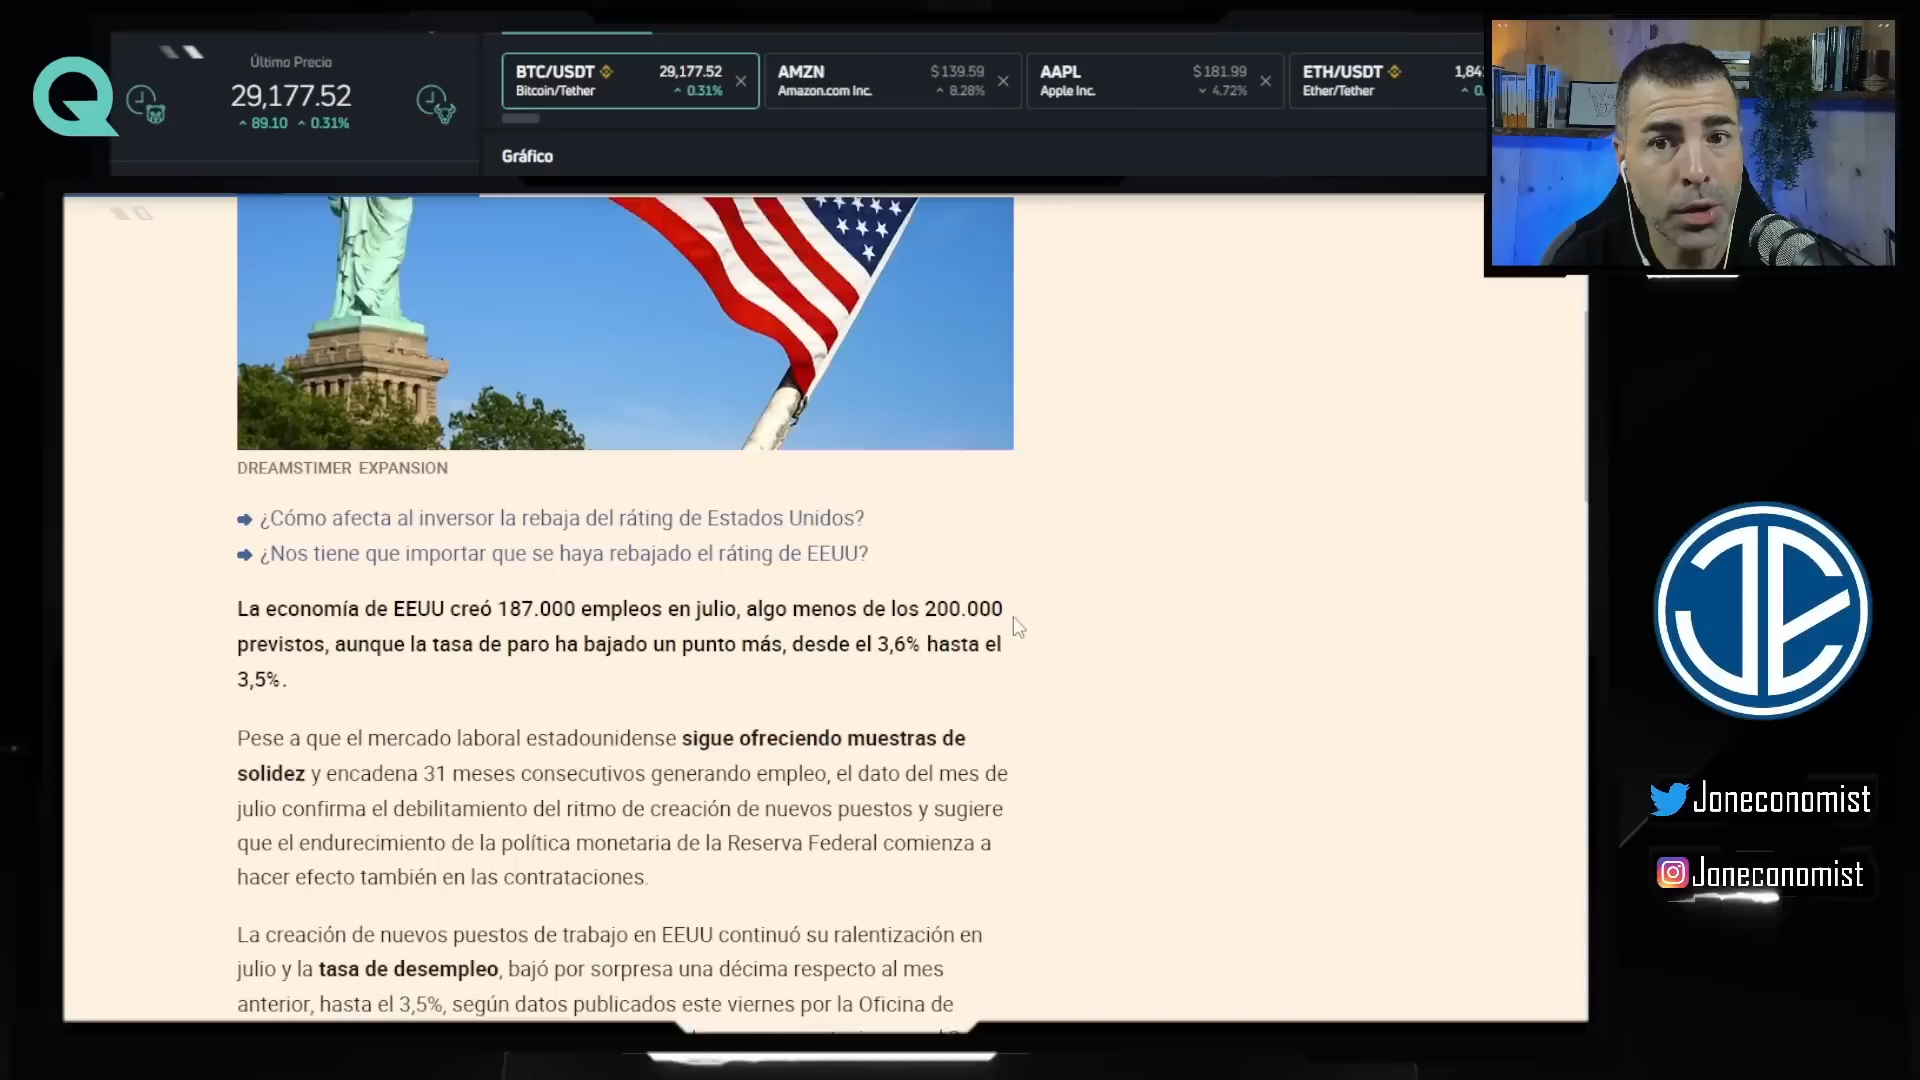 Último Precio
29,177.52
89.10 0.31%
BTC/USDT 29,177.52
Bitcoin/Tether 0.31%
AMZN $139.59
Amazon.com Inc. 8.28%
AAPL $181.99
Apple Inc. 4.72%
ETH/USDT
Ether/Tether
Gráfico
DREAMSTIMER EXPANSION
¿Cómo afecta al inversor la rebaja del ráting de Estados Unidos?
¿Nos tiene que importar que se haya rebajado el ráting de EEUU?
La economía de EEUU creó 187.000 empleos en julio, algo menos de los 200.000
previstos, aunque la tasa de paro ha bajado un punto más, desde el 3,6% hasta el
3,5%.
Pese a que el mercado laboral estadounidense sigue ofreciendo muestras de
solidez y encadena 31 meses consecutivos generando empleo, el dato del mes de
julio confirma el debilitamiento del ritmo de creación de nuevos puestos y sugiere
que el endurecimiento de la política monetaria de la Reserva Federal comienza a
hacer efecto también en las contrataciones.
La creación de nuevos puestos de trabajo en EEUU continuó su ralentización en
julio y la tasa de desempleo, bajó por sorpresa una décima respecto al mes
anterior, hasta el 3,5%, según datos publicados este viernes por la Oficina de
JE
Joneconomist
Joneconomist